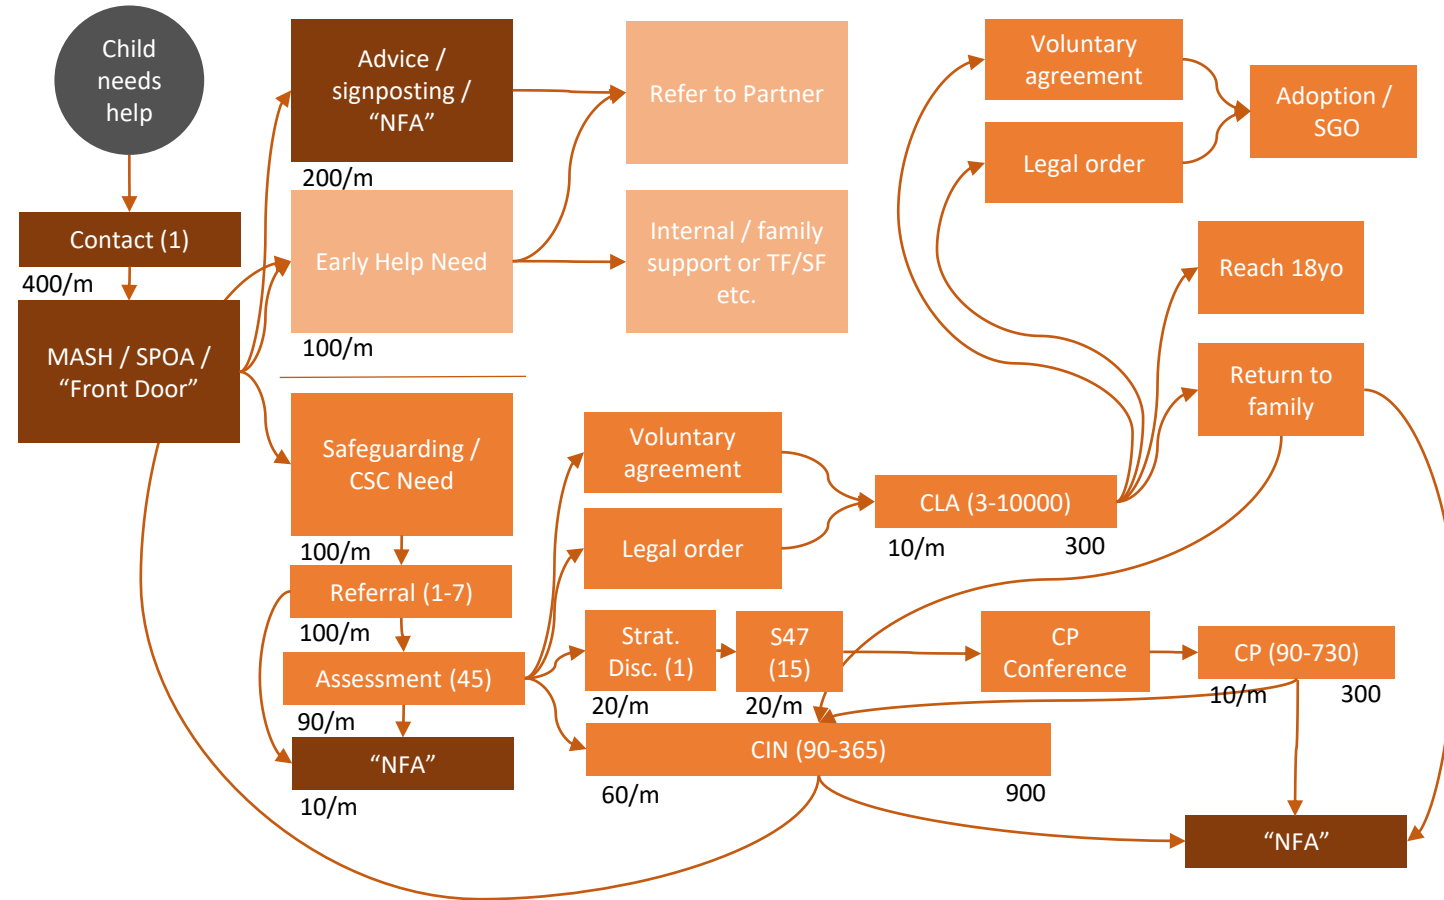 Child
needs
help
Contact (1)
400/m
MASH / SPOA /
“Front Door”
Advice /
signposting /
“NFA”
200/m
Early Help Need
100/m
Refer to Partner
Internal / family
support or TF/SF
etc.
Safeguarding /
CSC Need
100/m
Referral (1-7)
100/m
Assessment (45)
90/m
“NFA”
10/m
Voluntary
agreement
Legal order
Strat.
Disc. (1)
20/m
S47
(15)
20/m
CIN (90-365)
60/m
900
CLA (3-10000)
10/m
300
CP
Conference
CP (90-730)
10/m
300
Voluntary
agreement
Legal order
Adoption /
SGO
Reach 18yo
Return to
family
“NFA”